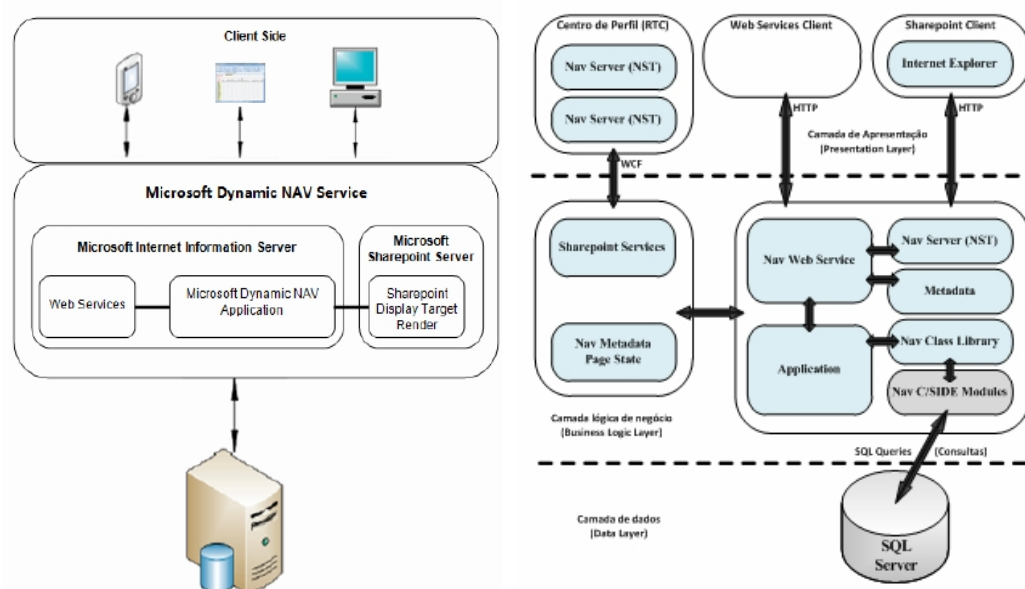 Client Side
Microsoft Dynamic NAV Service
Microsoft Internet Information Server
Microsoft
Sharepoint Server
Web Services
Microsoft Dynamic NAV
Application
Sharepoint
Display Target
Render
Centro de Perfil (RTC)
Nav Server (NST)
Nav Server (NST)
Web Services Client
Sharepoint Client
Internet Explorer
HTTP
HTTP
Camada de Apresentação
(Presentation Layer)
WCF
Sharepoint Services
Nav Metadata
Page State
Nav Web Service
Nav Server (NST)
Metadata
Nav Class Library
Application
Nav C/SIDE Modules
Camada lógica de negócio
(Business Logic Layer)
SQL Queries (Consultas)
Camada de dados
(Data Layer)
SQL
Server